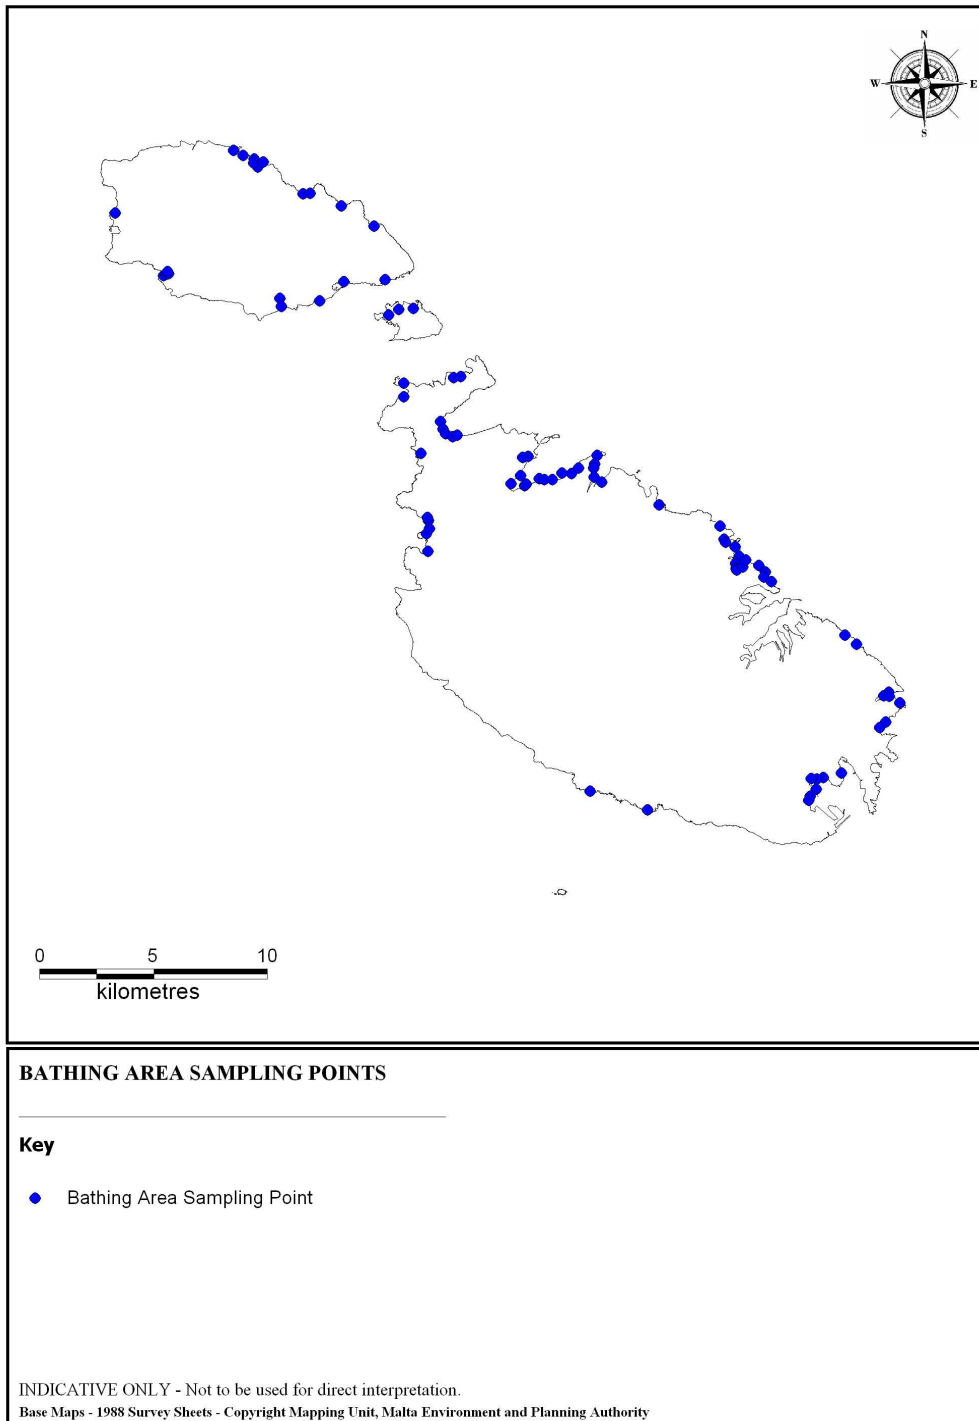 N
W E
S
0 5 10
kilometres
BATHING AREA SAMPLING POINTS
Key
Bathing Area Sampling Point
INDICATIVE ONLY - Not to be used for direct interpretation.
Base Maps - 1988 Survey Sheets - Copyright Mapping Unit, Malta Environment and Planning Authority